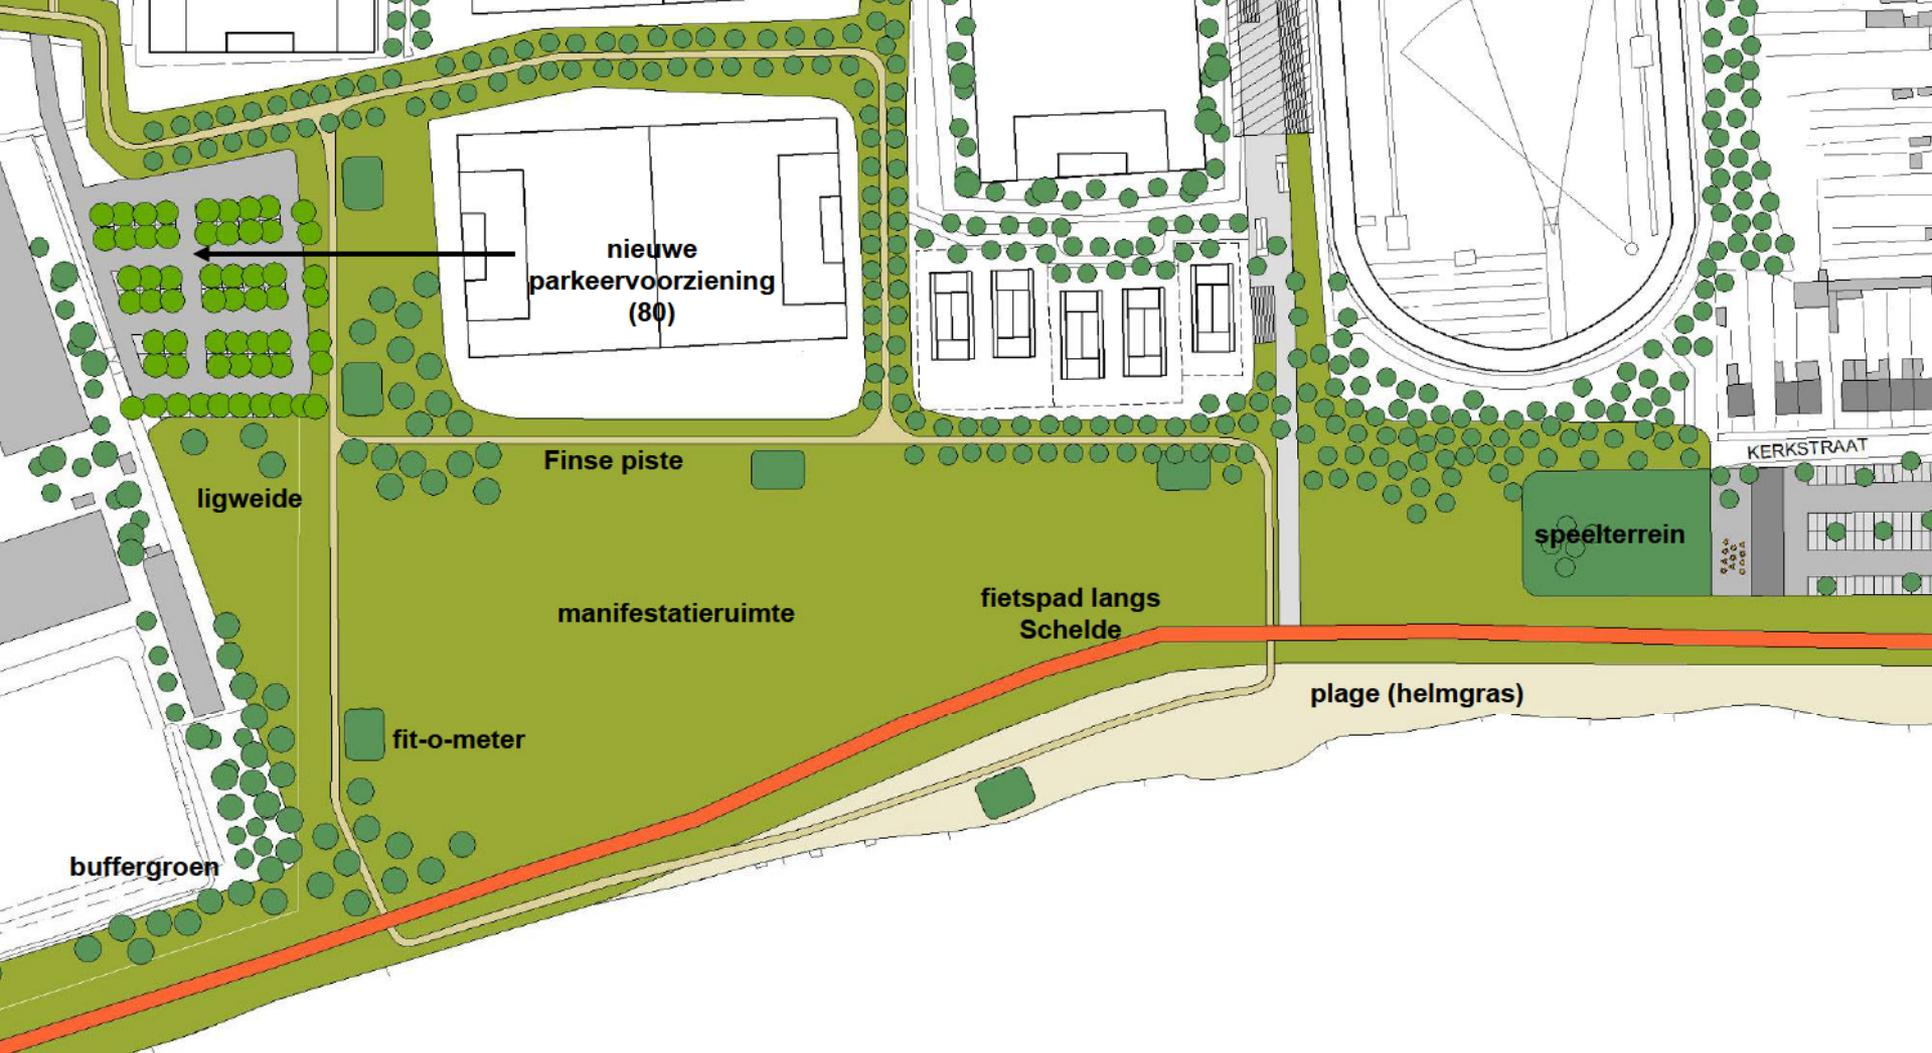 nieuwe
parkeervoorziening
(80)
Finse piste
KERKSTRAAT
ligweide
speelterrein
manifestatieruimte
fietspad langs
Schelde
plage (helmgras)
fit-o-meter
buffergroen